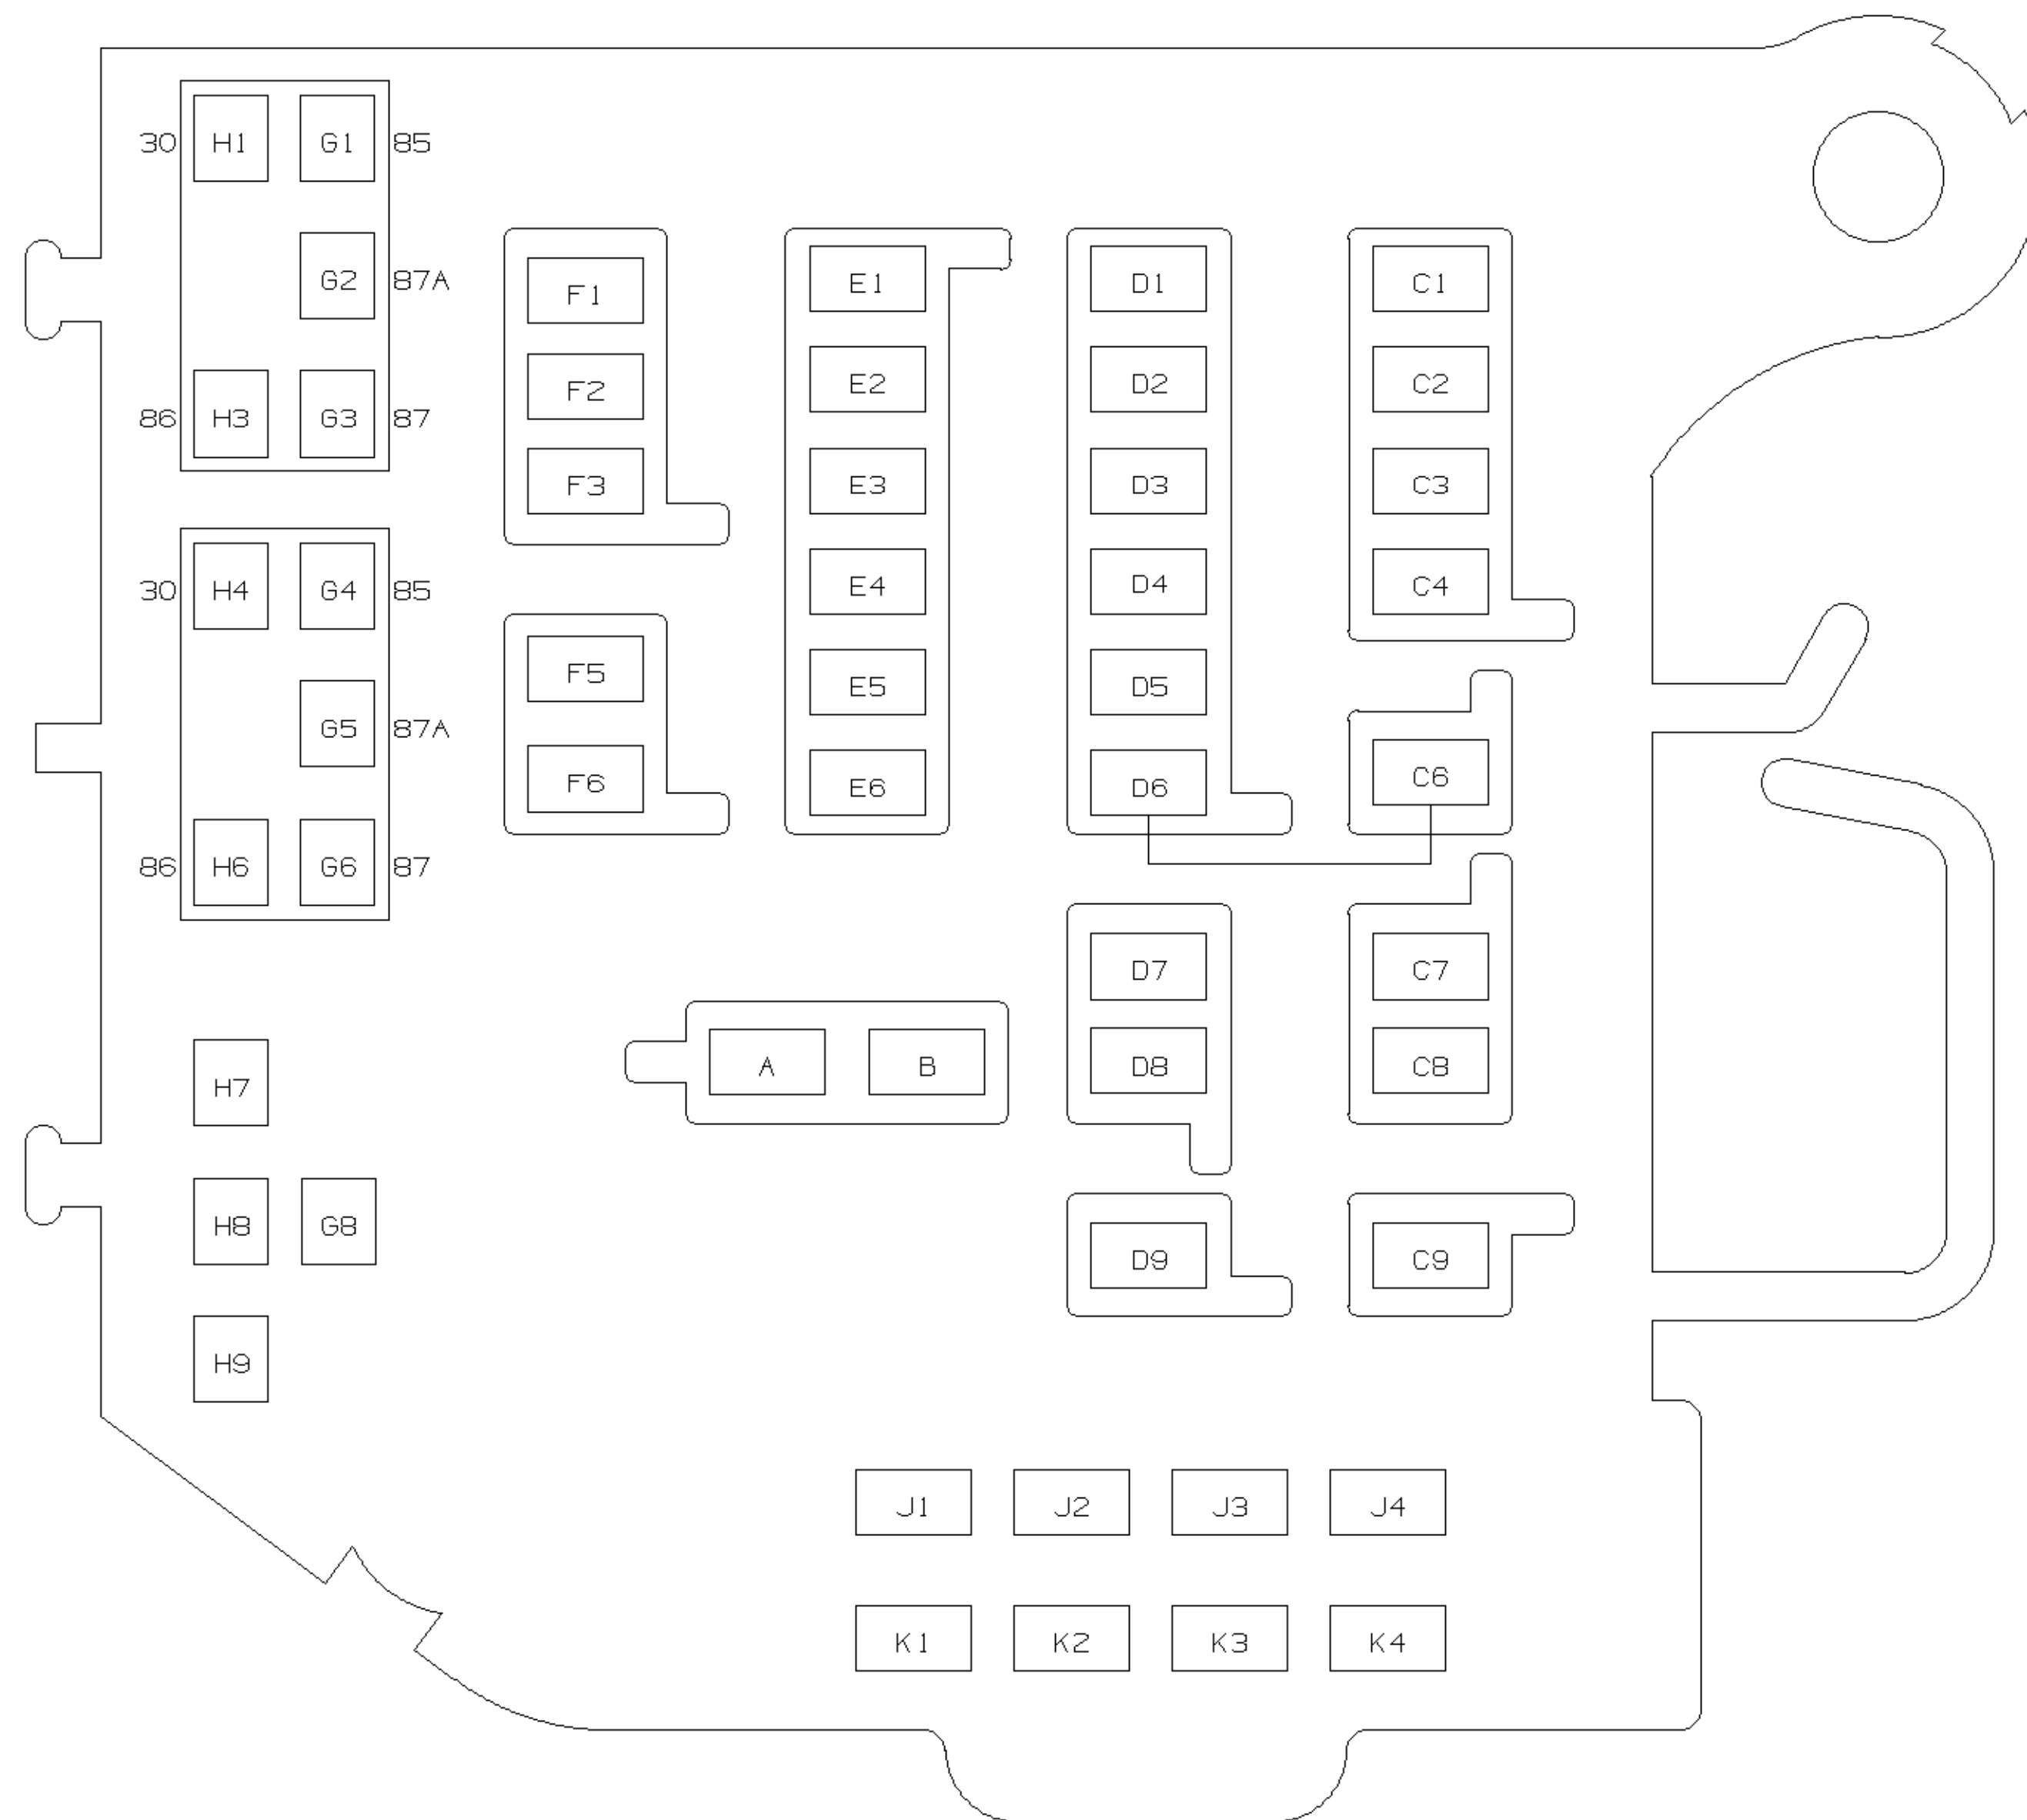 30 H1 G1 85
G2 87A
86 H3 G3 87
30 H4 G4 85
G5 87A
86 H6 G6 87
H7
H8 G8
H9
F1
F2
F3
F5
F6
E1
E2
E3
E4
E5
E6
A B
D1
D2
D3
D4
D5
D6
D7
D8
D9
C1
C2
C3
C4
C6
C7
C8
C9
J1 J2 J3 J4
K1 K2 K3 K4